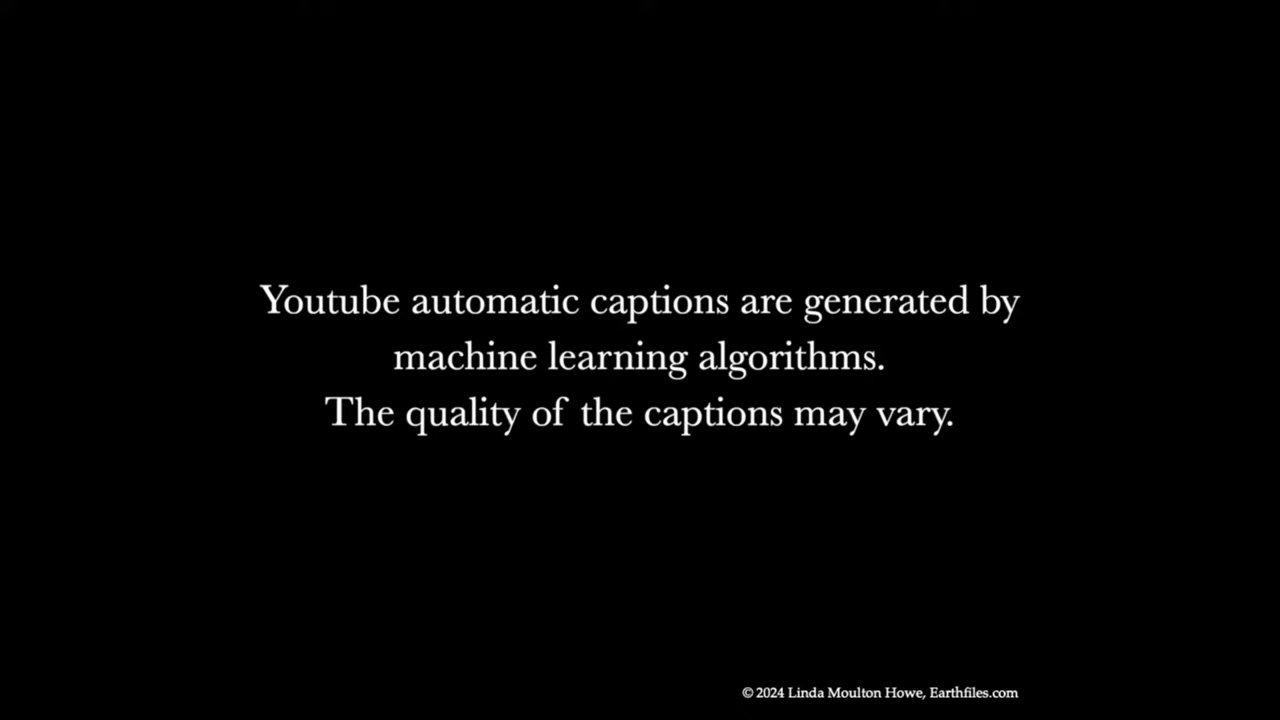 Youtube automatic captions are generated by
machine learning algorithms.
The quality of the captions may vary.
© 2024 Linda Moulton Howe, Earthfiles.com